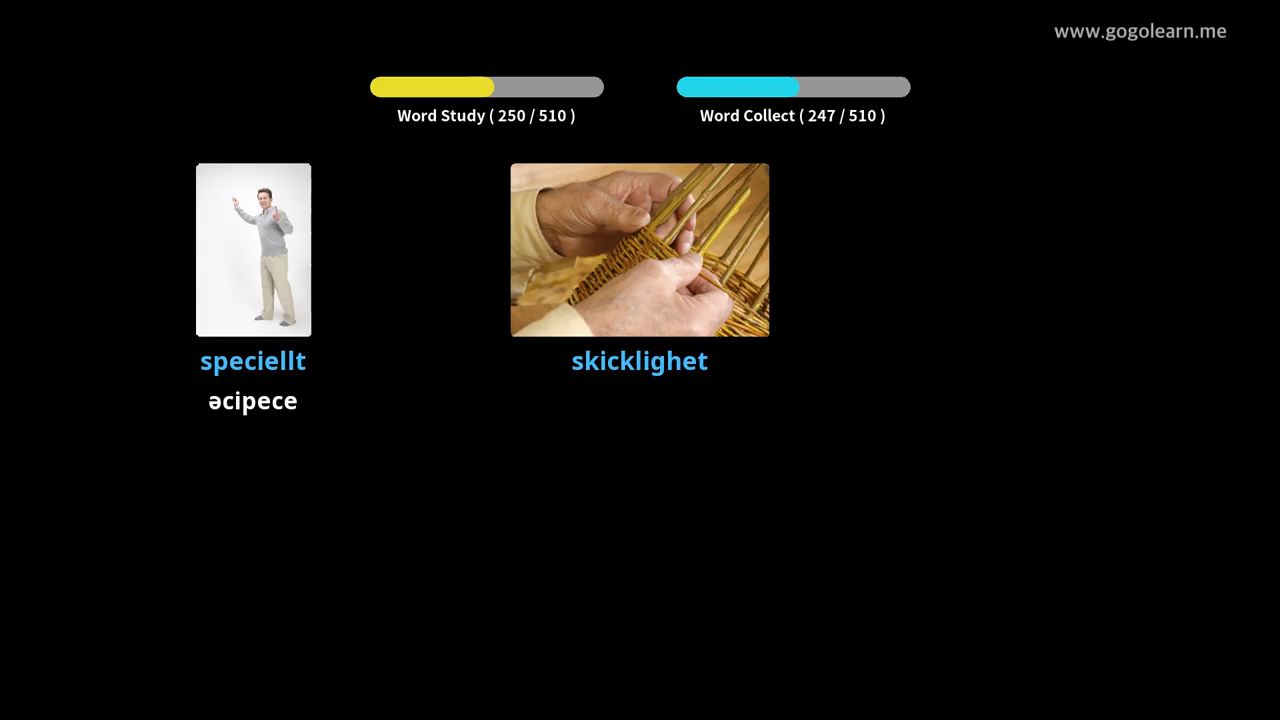 www.gogolearn.me
Word Study ( 250 / 510 )
Word Collect ( 247 / 510 )
speciellt
skicklighet
əcipece